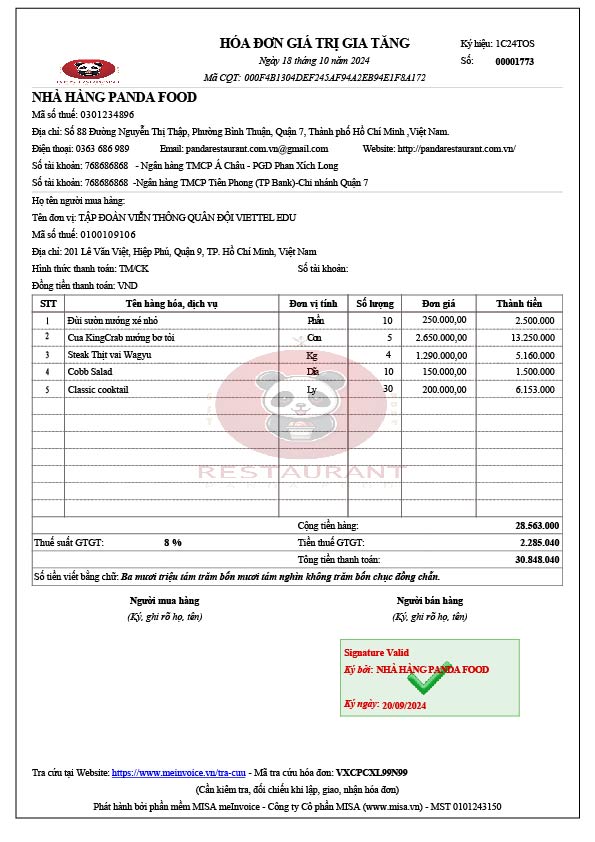 HÓA ĐƠN GIÁ TRỊ GIA TĂNG
Ký hiệu: 1C24TOS
Ngày 18 tháng 10 năm 2024
Số: 00001773
Mã CQT: 000F4B1304DEF245AF94A2EB94E1F8A172
RESTAURANT
NHÀ HÀNG PANDA FOOD
Mã số thuế: 0301234896
Địa chỉ: Số 88 Đường Nguyễn Thị Thập, Phường Bình Thuận, Quận 7, Thành phố Hồ Chí Minh ,Việt Nam.
Điện thoại: 0363 686 989 Email: pandarestaurant.com.vn@gmail.com Website: http://pandarestaurant.com.vn/
Số tài khoản: 768686868 - Ngân hàng TMCP Á Châu - PGD Phan Xích Long
Số tài khoản: 768686868 -Ngân hàng TMCP Tiên Phong (TP Bank)-Chi nhánh Quận 7
Họ tên người mua hàng:
Tên đơn vị: TẬP ĐOÀN VIỄN THÔNG QUÂN ĐỘI VIETTEL EDU
Mã số thuế: 0100109106
Địa chỉ: 201 Lê Văn Việt, Hiệp Phú, Quận 9, TP. Hồ Chí Minh, Việt Nam
Hình thức thanh toán: TM/CK Số tài khoản:
Đồng tiền thanh toán: VND
STT Tên hàng hóa, dịch vụ Đơn vị tính Số lượng Đơn giá Thành tiền
1 Đùi sườn nướng xé nhỏ Phần 10 250.000,00 2.500.000
2 Cua KingCrab nướng bơ tỏi Con 5 2.650.000,00 13.250.000
3 Steak Thịt vai Wagyu Kg 4 1.290.000,00 5.160.000
4 Cobb Salad Dĩa 10 150.000,00 1.500.000
5 Classic cooktail Ly 30 200.000,00 6.153.000
RESTAURANT
Cộng tiền hàng: 28.563.000
Thuế suất GTGT: 8 % Tiền thuế GTGT: 2.285.040
Tổng tiền thanh toán: 30.848.040
Số tiền viết bằng chữ: Ba mươi triệu tám trăm bốn mươi tám nghìn không trăm bốn chục đồng chẵn.
Người mua hàng Người bán hàng
(Ký, ghi rõ họ, tên) (Ký, ghi rõ họ, tên)
Signature Valid
Ký bởi: NHÀ HÀNG PANDA FOOD
Ký ngày: 20/09/2024
Tra cứu tại Website: https://www.meinvoice.vn/tra-cuu - Mã tra cứu hóa đơn: VXCPCXL99N99
(Cần kiểm tra, đối chiếu khi lập, giao, nhận hóa đơn)
Phát hành bởi phần mềm MISA meInvoice - Công ty Cổ phần MISA (www.misa.vn) - MST 0101243150